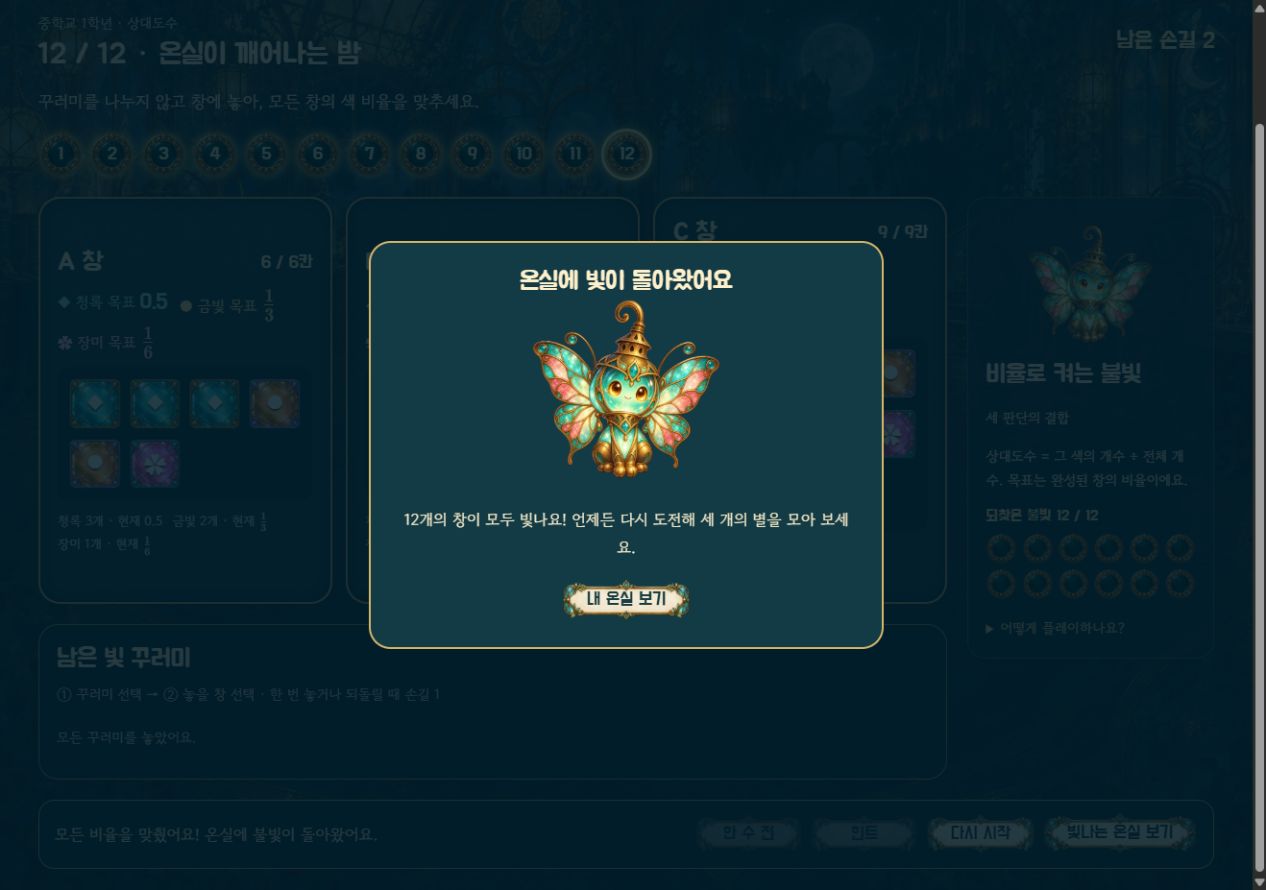 중학교 1학년 · 상대도수
12 / 12 · 온실이 깨어나는 밤
남은 손길 2
꾸러미를 나누지 않고 창에 놓아, 모든 창의 색 비율을 맞추세요.
1 2 3 4 5 6 7 8 9 10 11 12
A 창
6 / 6칸
◆ 청록 목표 0.5 ● 금빛 목표 1/3
장미 목표 1/6
청록 3개 · 현재 0.5 금빛 2개 · 현재 1/3
장미 1개 · 현재 1/6
C 창
9 / 9칸
온실에 빛이 돌아왔어요
12개의 창이 모두 빛나요! 언제든 다시 도전해 세 개의 별을 모아 보세
요.
내 온실 보기
비율로 켜는 불빛
세 판단의 결합
상대도수 = 그 색의 개수 ÷ 전체 개
수. 목표는 완성된 창의 비율이에요.
되찾은 불빛 12 / 12
▶ 어떻게 플레이하나요?
남은 빛 꾸러미
① 꾸러미 선택 → ② 놓을 창 선택 · 한 번 놓거나 되돌릴 때 손길 1
모든 꾸러미를 놓았어요.
모든 비율을 맞췄어요! 온실에 불빛이 돌아왔어요.
한 수 전
힌트
다시 시작
빛나는 온실 보기